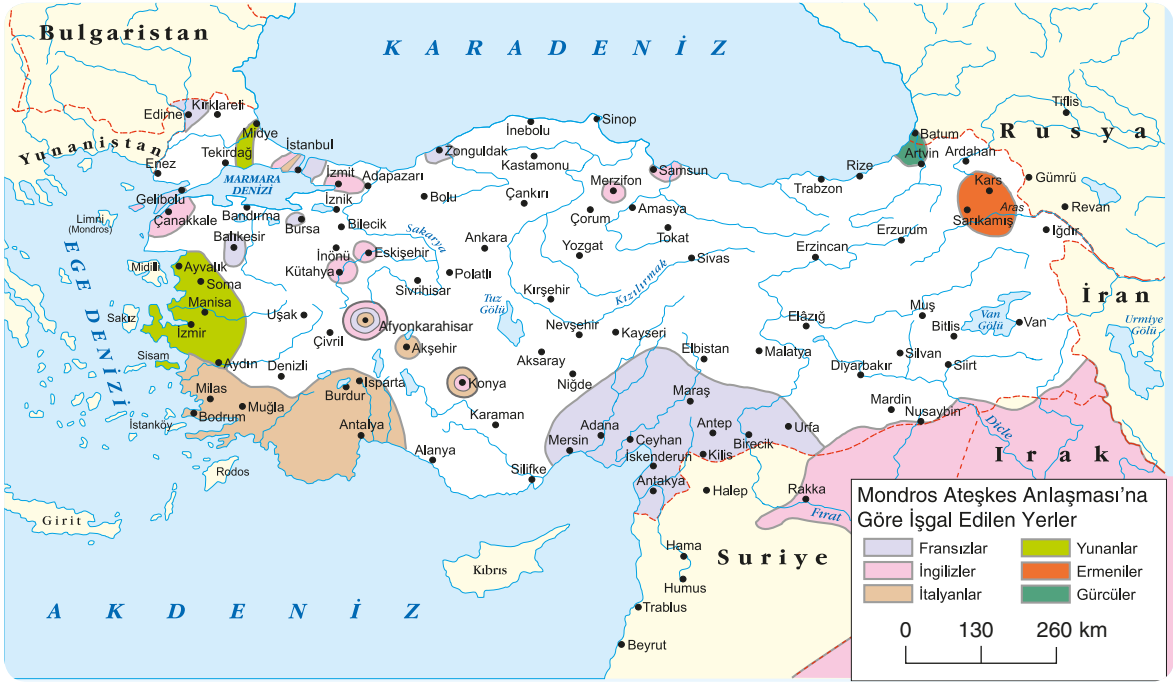 Bulgaristan
KARADENİZ
Yunanistan
Rusya
İran
Irak
Suriye
EGE DENİZİ
AKDENİZ
MARMARA
DENİZİ
Edirne
Kırklareli
Midye
İstanbul
Tekirdağ
Enez
Gelibolu
Çanakkale
Bandırma
Balıkesir
Bursa
İzmit
Adapazarı
İznik
Bilecik
Zonguldak
Bolu
İnebolu
Kastamonu
Sinop
Çankırı
Merzifon
Samsun
Çorum
Amasya
Tokat
Trabzon
Rize
Batum
Artvin
Ardahan
Tiflis
Kars
Sarıkamış
Aras
Gümrü
Revan
Iğdır
Limni
(Mondros)
Midilli
Ayvalık
Soma
Manisa
Sakız
İzmir
Sisam
Aydın
İnönü
Eskişehir
Kütahya
Sakarya
Ankara
Polatlı
Sivrihisar
Yozgat
Sivas
Erzincan
Erzurum
Kırşehir
Kızılırmak
Tuz
Gölü
Uşak
Afyonkarahisar
Çivril
Akşehir
Nevşehir
Kayseri
Aksaray
Niğde
Elbistan
Malatya
Elâzığ
Muş
Bitlis
Van
Gölü
Van
Urmiye
Gölü
Silvan
Siirt
Diyarbakır
Denizli
Isparta
Burdur
Konya
Karaman
Milas
Muğla
Bodrum
İstanköy
Antalya
Alanya
Silifke
Rodos
Girit
Maraş
Adana
Mersin
Ceyhan
Antep
Birecik
Urfa
Kilis
İskenderun
Antakya
Mardin
Nusaybin
Dicle
Halep
Rakka
Fırat
Hama
Humus
Trablus
Beyrut
Kıbrıs
Mondros Ateşkes Anlaşması'na
Göre İşgal Edilen Yerler
Fransızlar
Yunanlar
İngilizler
Ermeniler
İtalyanlar
Gürcüler
0 130 260 km